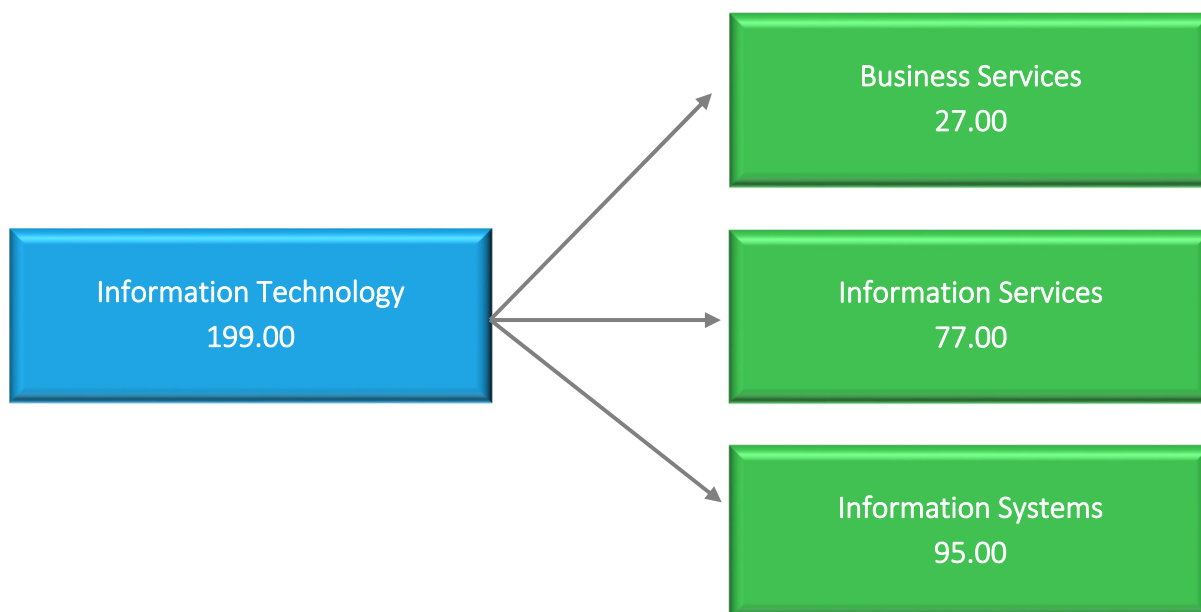 Information Technology
199.00
Business Services
27.00
Information Services
77.00
Information Systems
95.00